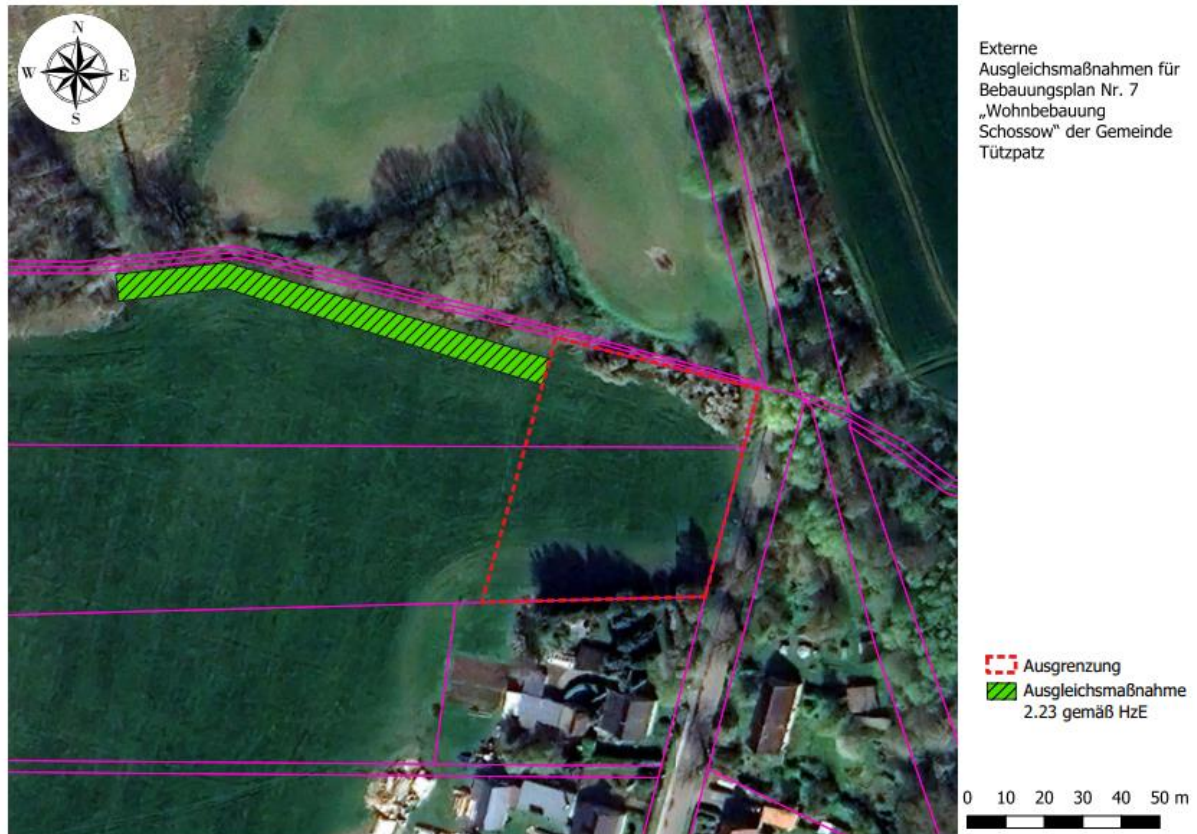 N
W E
S
Externe
Ausgleichsmaßnahmen für
Bebauungsplan Nr. 7
„Wohnbebauung
Schossow“ der Gemeinde
Tützpatz
Ausgrenzung
Ausgleichsmaßnahme
2.23 gemäß HzE
0 10 20 30 40 50 m